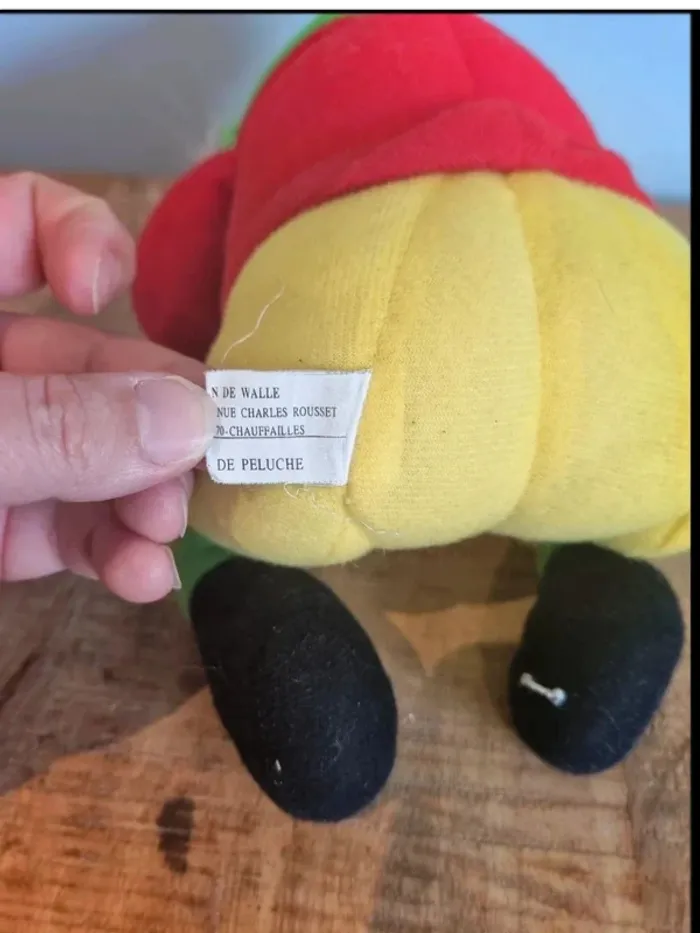 N DE WALLE
NUE CHARLES ROUSSET
70-CHAUFFAILLES
DE PELUCHE